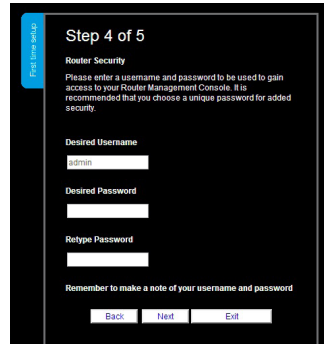 First time setup
Step 4 of 5
Router Security
Please enter a username and password to be used to gain
access to your Router Management Console. It is
recommended that you choose a unique password for added
security.
Desired Username
admin
Desired Password
Retype Password
Remember to make a note of your username and password
Back Next Exit